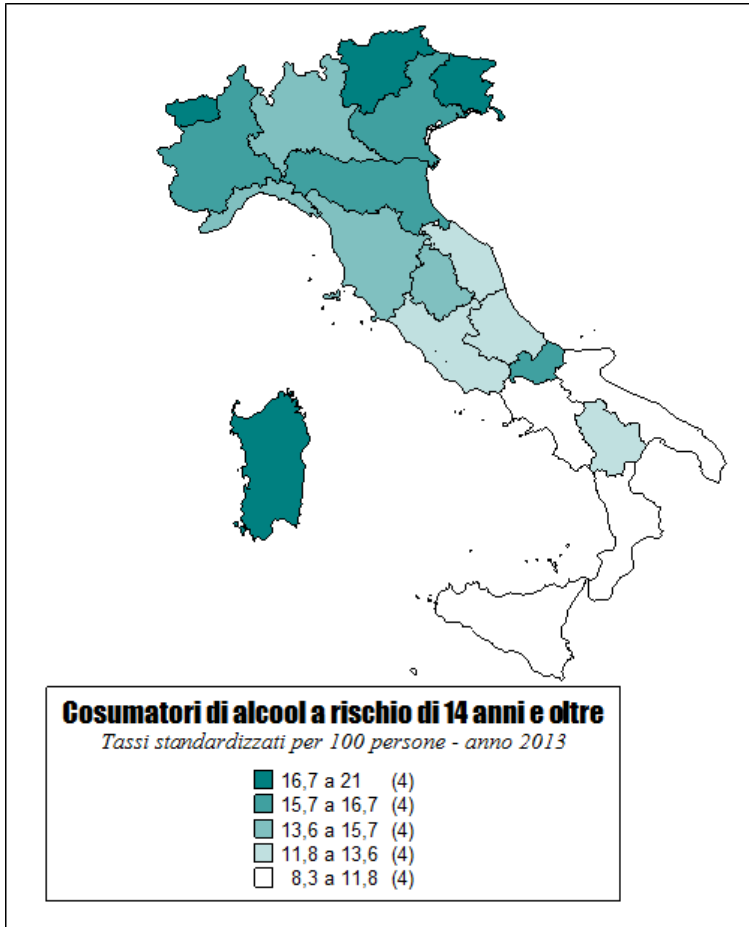 Cosumatori di alcool a rischio di 14 anni e oltre
Tassi standardizzati per 100 persone - anno 2013
16,7 a 21 (4)
15,7 a 16,7 (4)
13,6 a 15,7 (4)
11,8 a 13,6 (4)
8,3 a 11,8 (4)